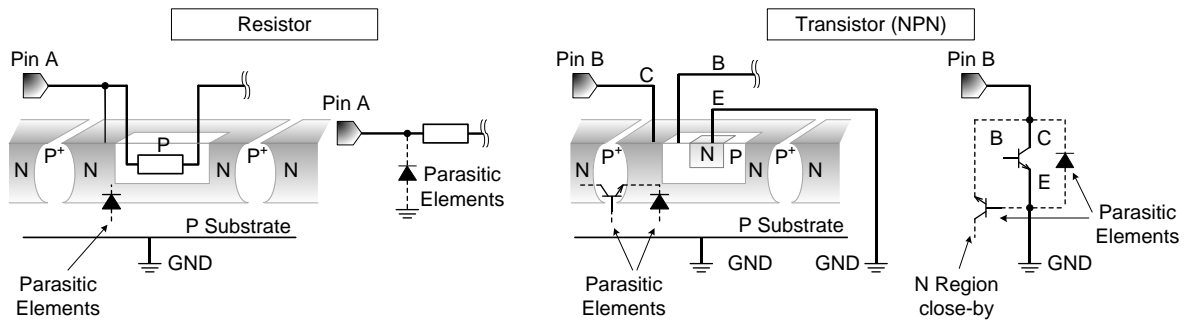 Resistor
Pin A
Pin A
P
N
P+
N
N
P+
N
Parasitic
Elements
P Substrate
GND
Parasitic
Elements
Transistor (NPN)
Pin B
C
B
E
N
P+
N
N
P
P+
N
P Substrate
GND
GND
Parasitic
Elements
Pin B
B
C
E
Parasitic
Elements
GND
N Region
close-by